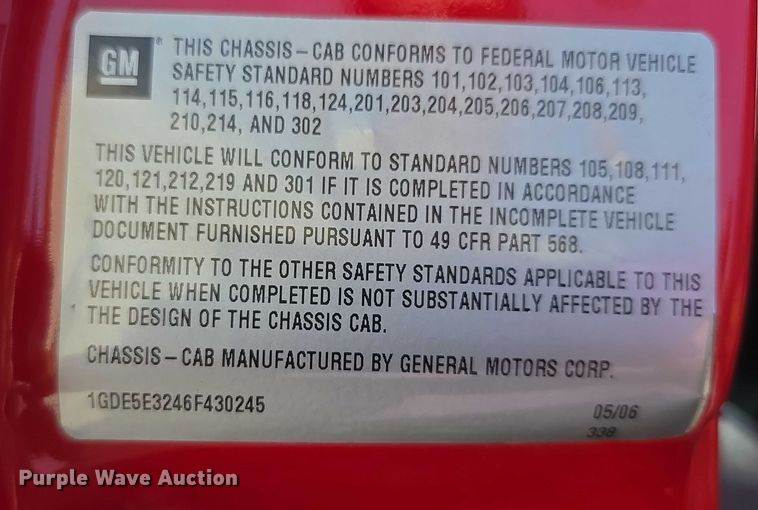 GM
THIS CHASSIS-CAB CONFORMS TO FEDERAL MOTOR VEHICLE
SAFETY STANDARD NUMBERS 101,102,103,104,106,113,
114,115,116,118,124,201,203,204,205,206,207,208,209,
210,214, AND 302
THIS VEHICLE WILL CONFORM TO STANDARD NUMBERS 105,108,111,
120,121,212,219 AND 301 IF IT IS COMPLETED IN ACCORDANCE
WITH THE INSTRUCTIONS CONTAINED IN THE INCOMPLETE VEHICLE
DOCUMENT FURNISHED PURSUANT TO 49 CFR PART 568.
CONFORMITY TO THE OTHER SAFETY STANDARDS APPLICABLE TO THIS
VEHICLE WHEN COMPLETED IS NOT SUBSTANTIALLY AFFECTED BY THE
THE DESIGN OF THE CHASSIS CAB.
CHASSIS-CAB MANUFACTURED BY GENERAL MOTORS CORP.
1GDE5E3246F430245
05/06
338
Purple Wave Auction